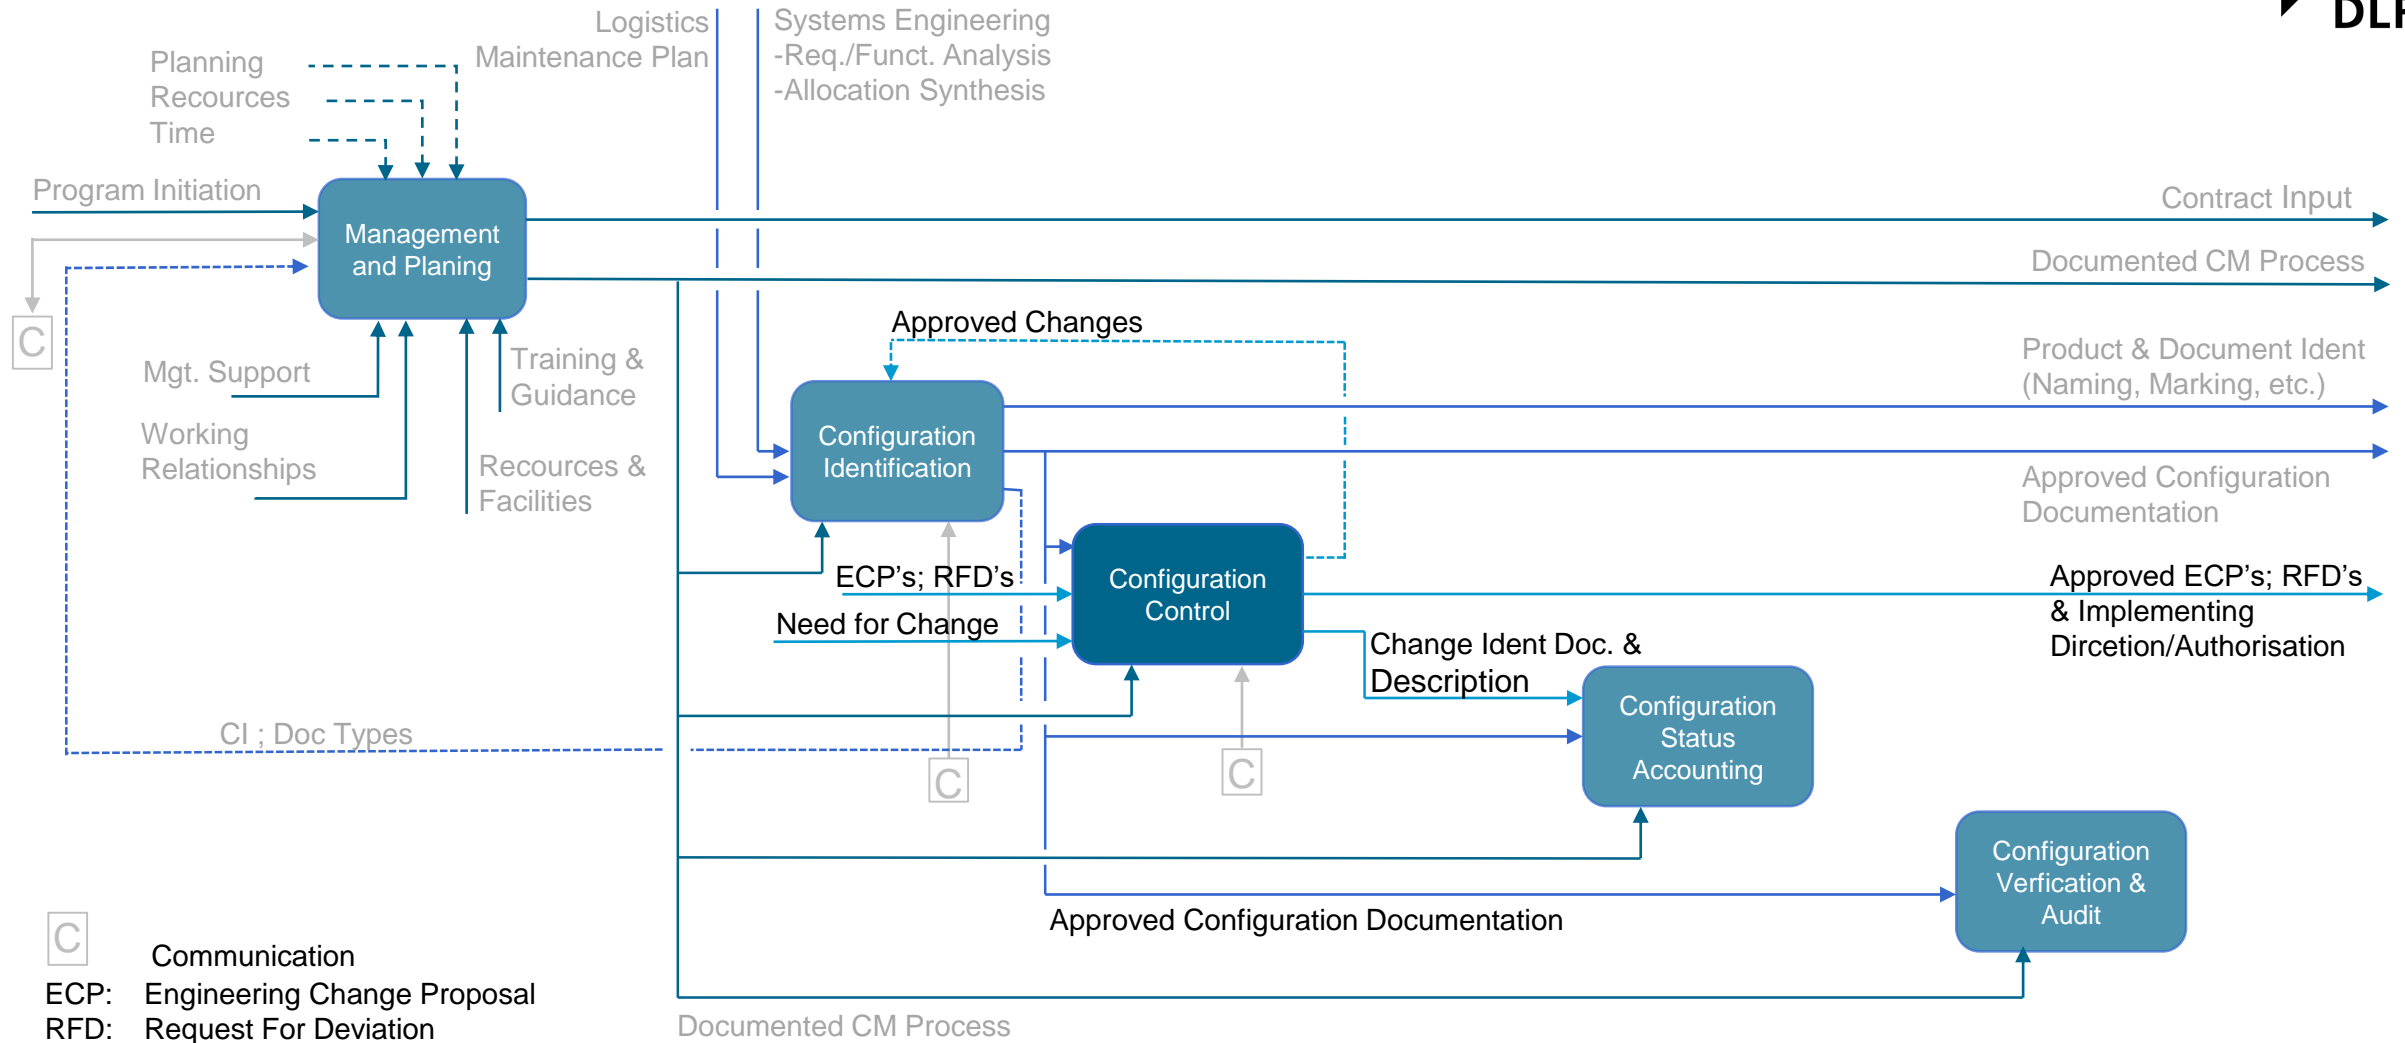 Logistics
Maintenance Plan
Systems Engineering
-Req./Funct. Analysis
-Allocation Synthesis
Planning
Recources
Time
Program Initiation
Management
and Planing
Contract Input
Documented CM Process
C
Mgt. Support
Training &
Guidance
Working
Relationships
Recources &
Facilities
Approved Changes
Configuration
Identification
Product & Document Ident
(Naming, Marking, etc.)
Approved Configuration
Documentation
ECP's; RFD's
Need for Change
Configuration
Control
Approved ECP's; RFD's
& Implementing
Dircetion/Authorisation
Change Ident Doc. &
Description
CI ; Doc Types
C
C
Configuration
Status
Accounting
Configuration
Verfication &
Audit
Approved Configuration Documentation
C
Communication
ECP: Engineering Change Proposal
RFD: Request For Deviation
Documented CM Process